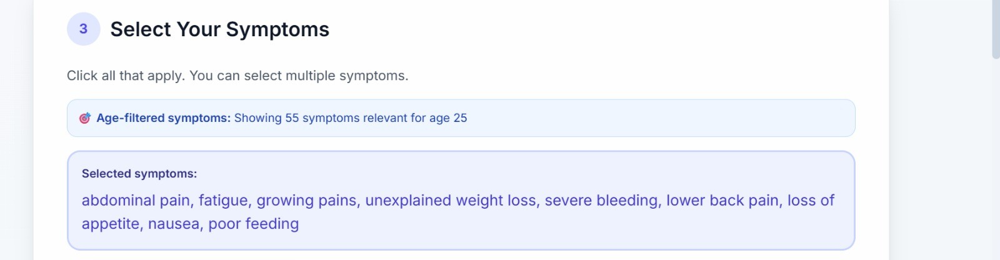 3 Select Your Symptoms
Click all that apply. You can select multiple symptoms.
🎯 Age-filtered symptoms: Showing 55 symptoms relevant for age 25
Selected symptoms:
abdominal pain, fatigue, growing pains, unexplained weight loss, severe bleeding, lower back pain, loss of
appetite, nausea, poor feeding